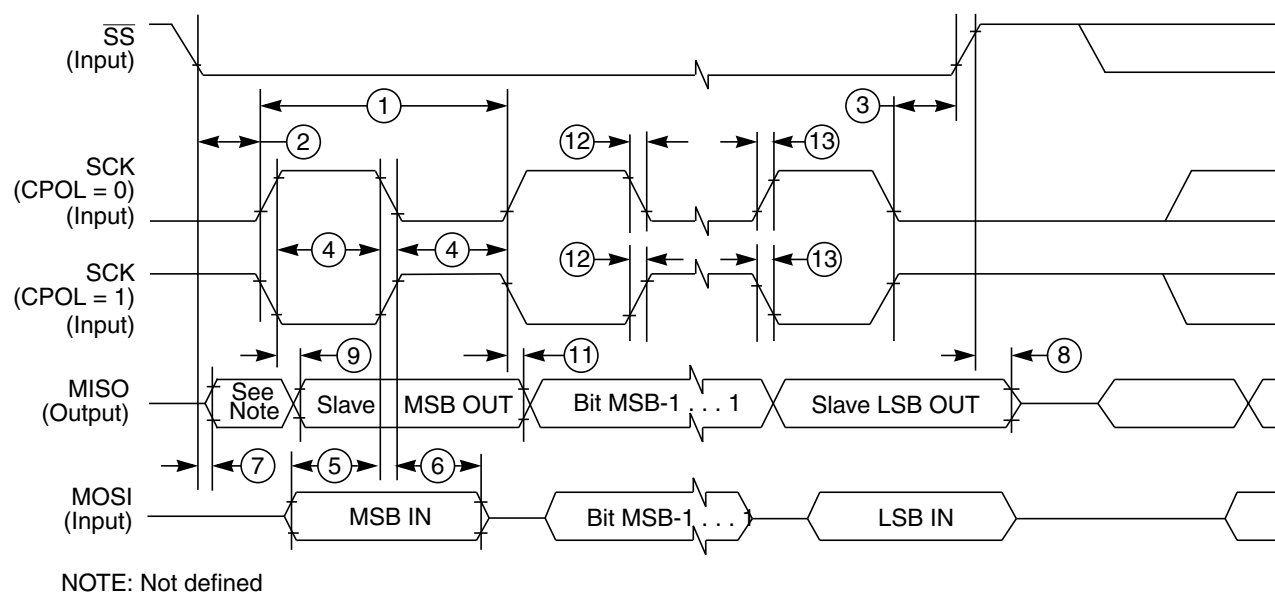 SS
(Input)
1
3
2
12
13
SCK
(CPOL = 0)
(Input)
4
4
SCK
(CPOL = 1)
(Input)
12
13
9
11
8
MISO
(Output)
See
Note
Slave
MSB OUT
Bit MSB-1 . . . 1
Slave LSB OUT
7
5
6
MOSI
(Input)
MSB IN
Bit MSB-1 . . . 1
LSB IN
NOTE: Not defined